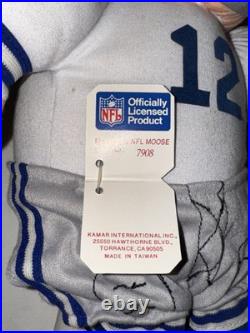 12
NFL
Officially
Licensed
Product
NFL MOOSE
7908
KAMAR INTERNATIONAL INC.,
25550 HAWTHORNE BLVD.,
TORRANCE, CA 90505
MADE IN TAIWAN